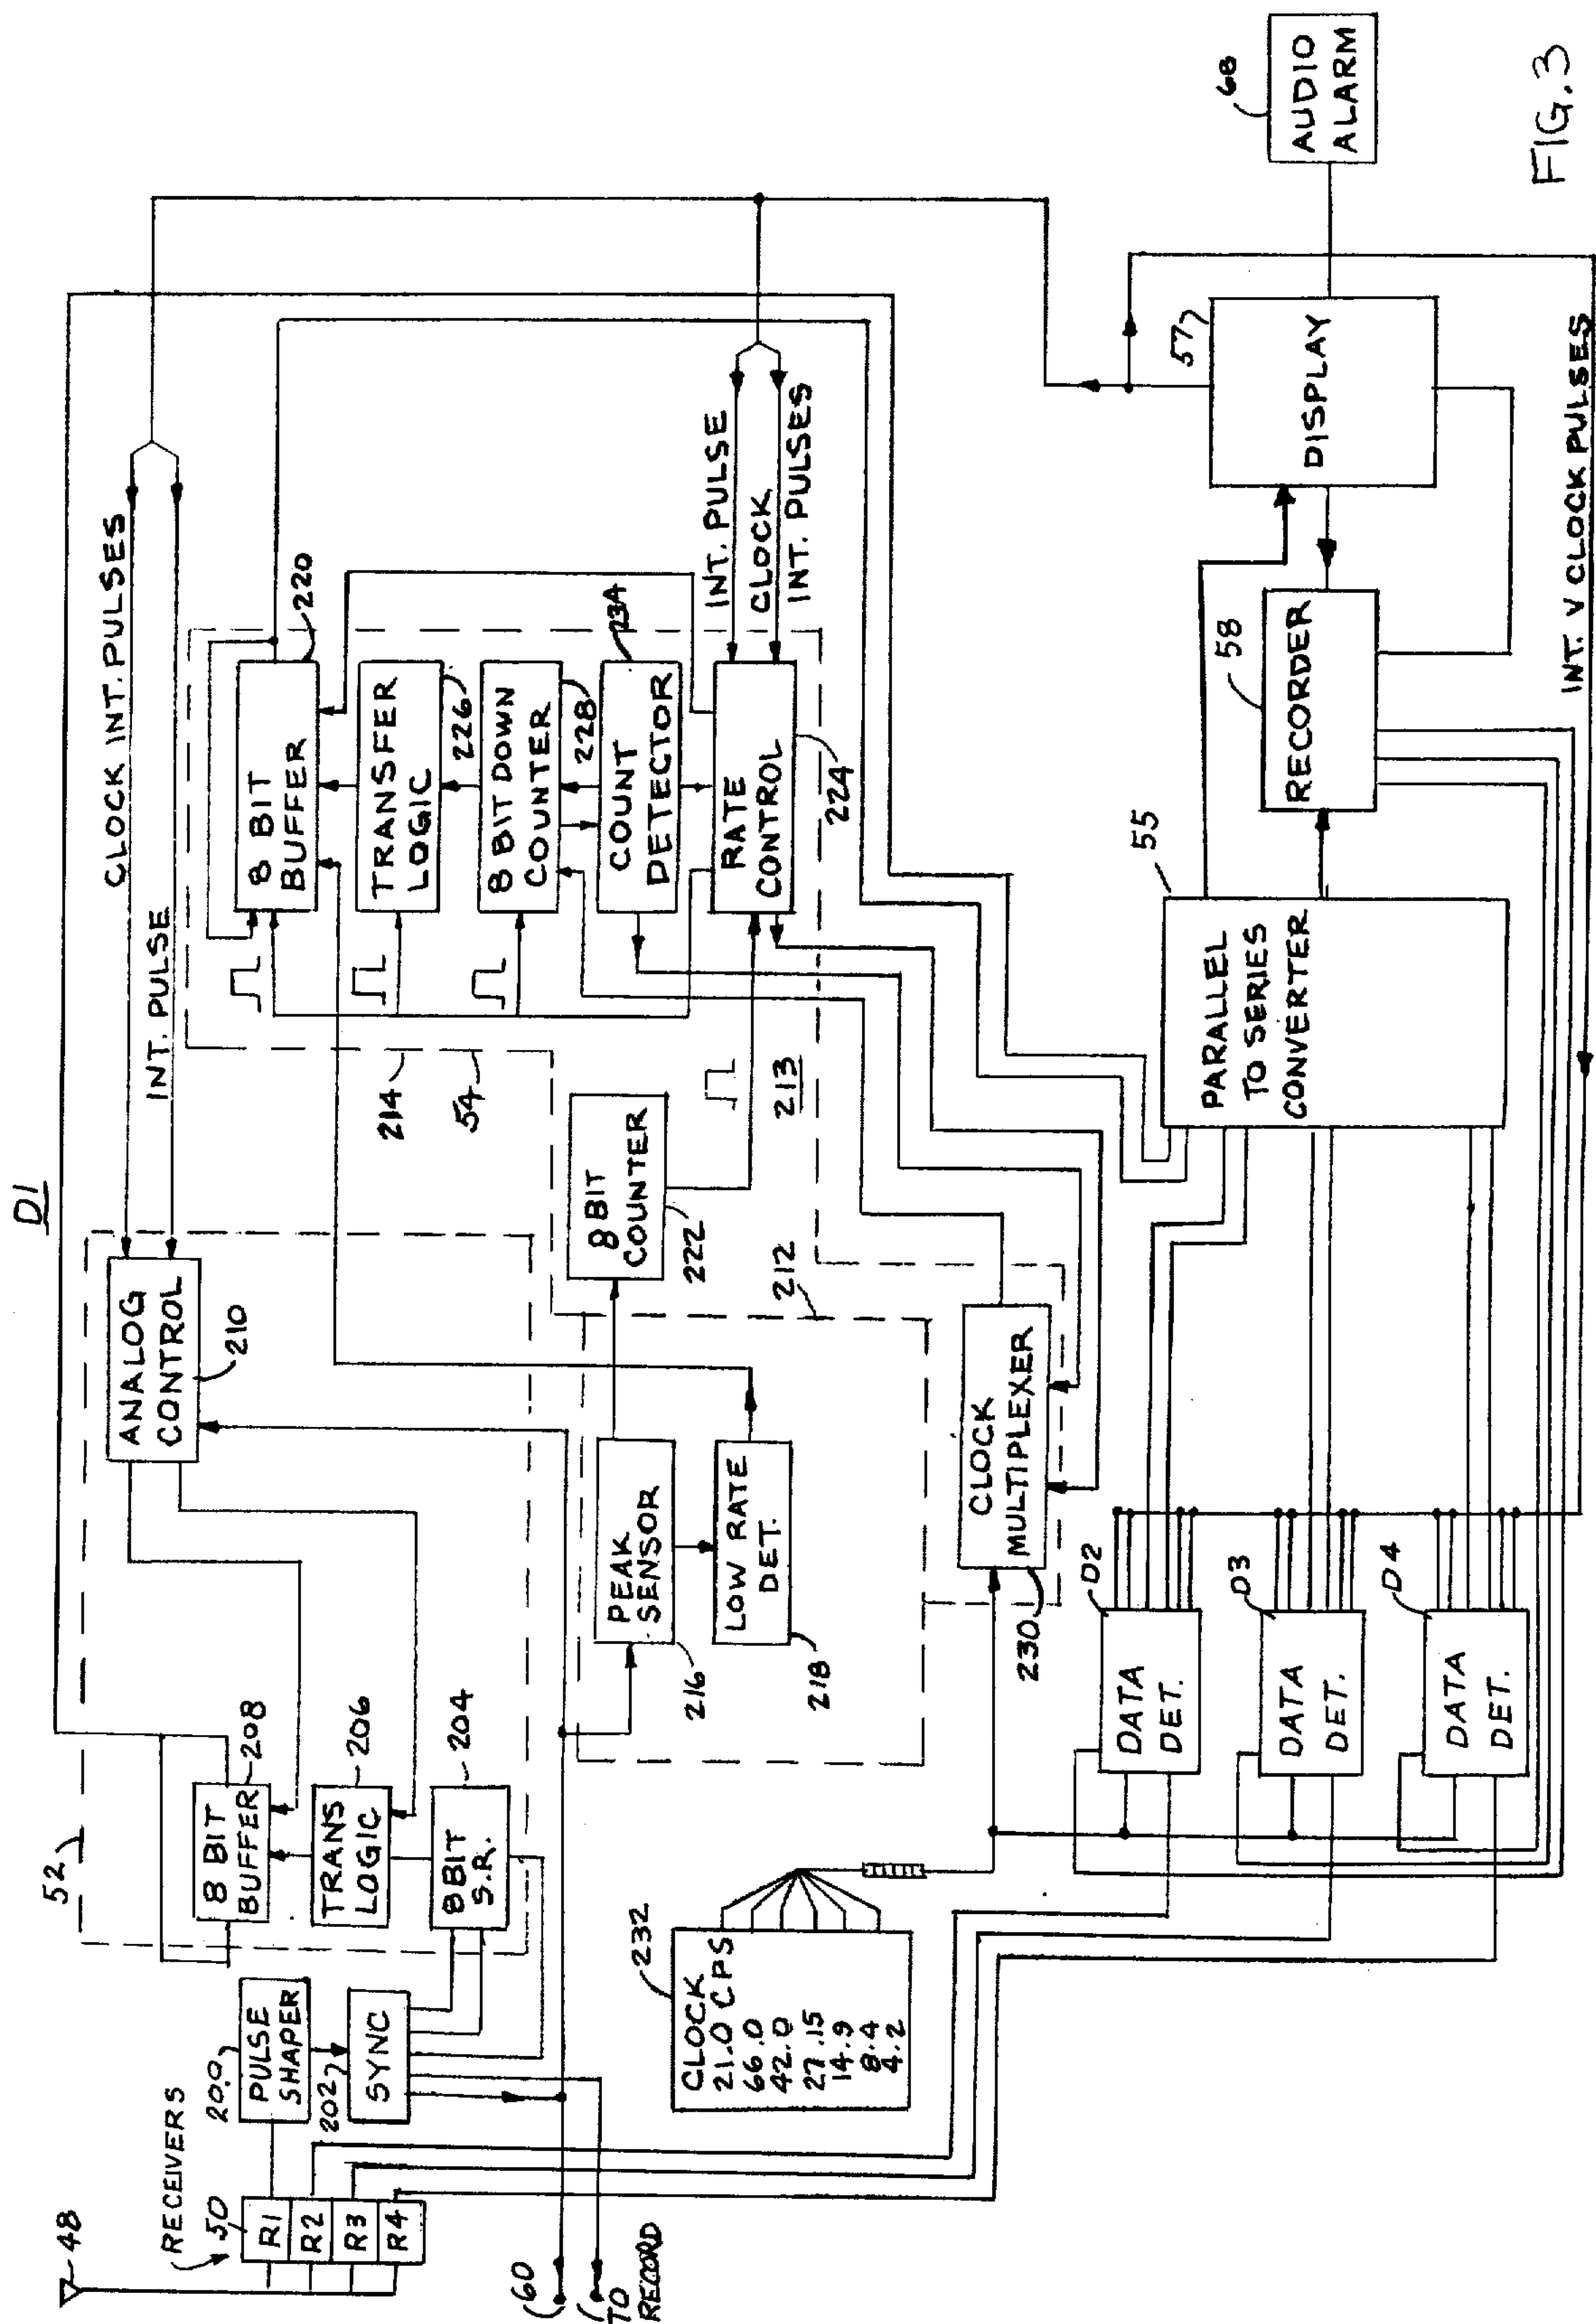 D1
CLOCK INT. PULSES
INT. PULSE
52
48
RECEIVERS
50
R1
R2
R3
R4
200
PULSE
SHAPER
202
SYNC
8 BIT
BUFFER
208
TRANS
LOGIC
206
8 BIT
S.R.
204
ANALOG
CONTROL
210
60
TO
RECORD
PEAK
SENSOR
216
LOW RATE
DET.
218
8 BIT
COUNTER
222
212
213
214
54
8 BIT
BUFFER
220
TRANSFER
LOGIC
226
8 BIT DOWN
COUNTER
228
COUNT
DETECTOR
234
RATE
CONTROL
224
INT. PULSE
CLOCK
INT. PULSES
232
CLOCK
21.0 CPS
66.0
42.0
27.15
14.9
8.4
4.2
CLOCK
MULTIPLEXER
230
D2
DATA
DET.
D3
DATA
DET.
D4
DATA
DET.
55
PARALLEL
TO SERIES
CONVERTER
58
RECORDER
57
DISPLAY
68
AUDIO
ALARM
INT. V CLOCK PULSES
FIG. 3